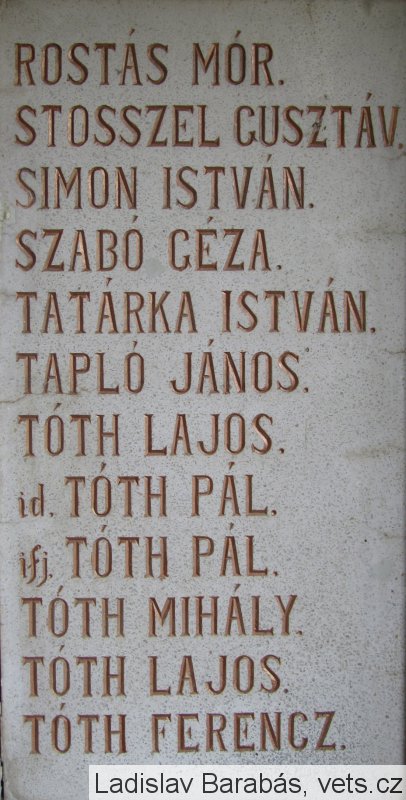 ROSTÁS MÓR.
STOSSZEL GUSZTÁV.
SIMON ISTVÁN.
SZABÓ GÉZA.
TATÁRKA ISTVÁN.
TAPLÓ JÁNOS.
TÓTH LAJOS.
id. TÓTH PÁL.
ifj. TÓTH PÁL.
TÓTH MIHÁLY.
TÓTH LAJOS.
TÓTH FERENCZ.
Ladislav Barabás, vets.cz